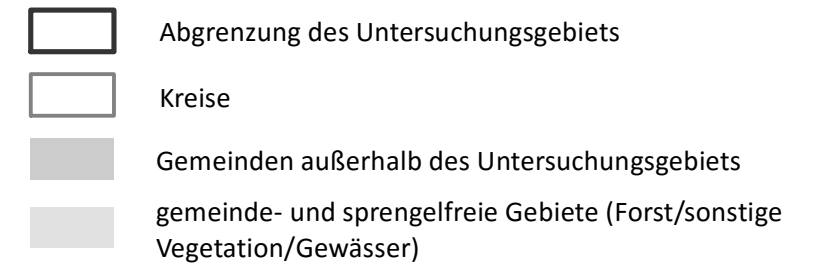 Abgrenzung des Untersuchungsgebiets
Kreise
Gemeinden außerhalb des Untersuchungsgebiets
gemeinde- und sprengelfreie Gebiete (Forst/sonstige
Vegetation/Gewässer)